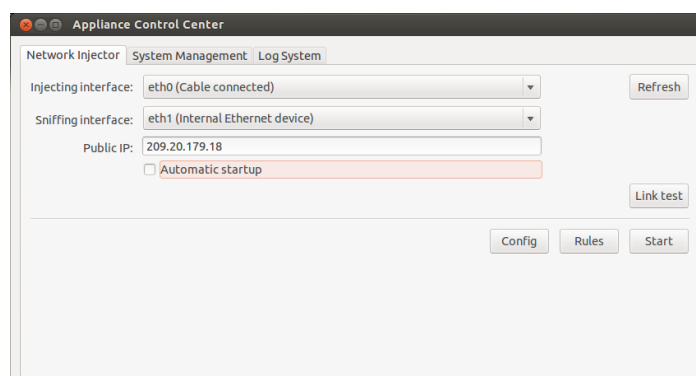 Appliance Control Center
Network Injector System Management Log System
Injecting interface: eth0 (Cable connected) Refresh
Sniffing interface: eth1 (Internal Ethernet device)
Public IP: 209.20.179.18
Automatic startup
Link test
Config Rules Start